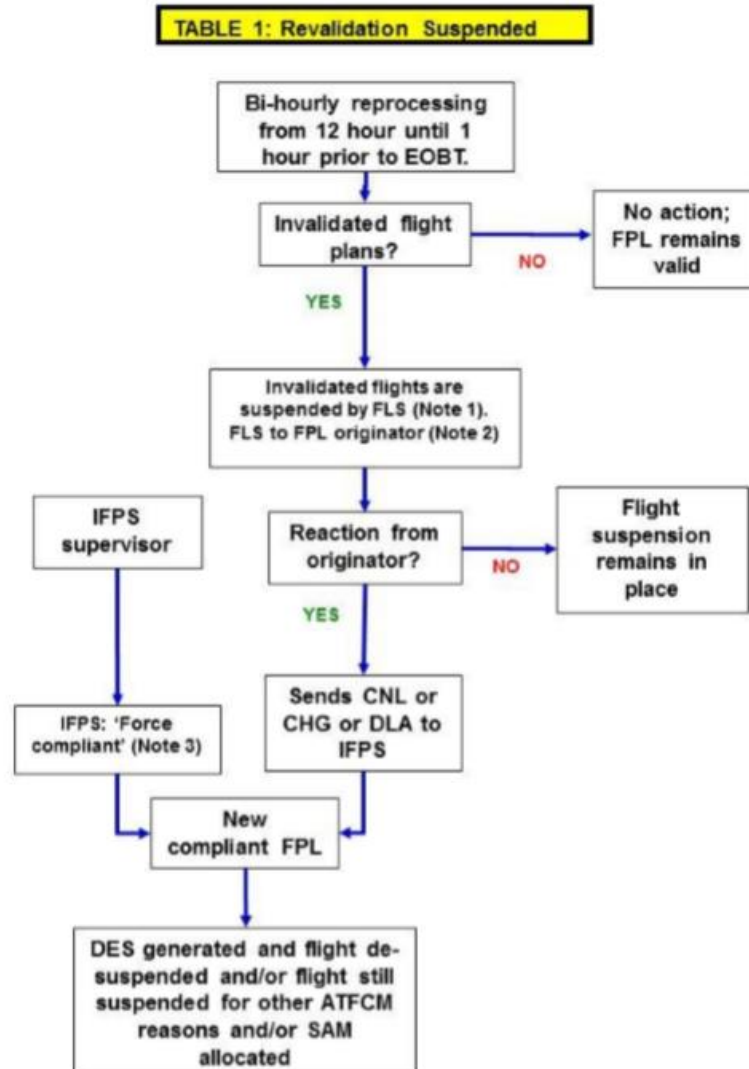 TABLE 1: Revalidation Suspended
Bi-hourly reprocessing
from 12 hour until 1
hour prior to EOBT.
Invalidated flight
plans?
NO
No action;
FPL remains
valid
YES
Invalidated flights are
suspended by FLS (Note 1).
FLS to FPL originator (Note 2)
IFPS
supervisor
Reaction from
originator?
NO
Flight
suspension
remains in
place
YES
IFPS: ‘Force
compliant’ (Note 3)
Sends CNL or
CHG or DLA to
IFPS
New
compliant FPL
DES generated and flight de-
suspended and/or flight still
suspended for other ATFCM
reasons and/or SAM
allocated